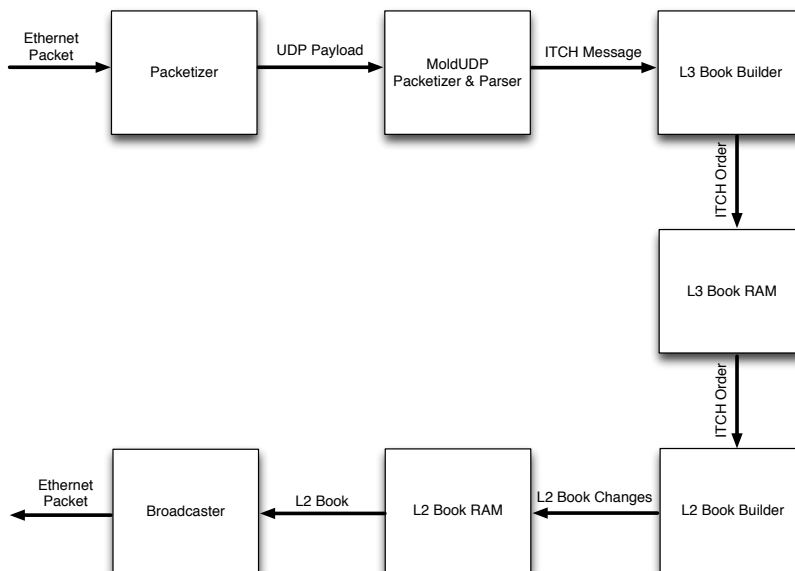 Ethernet
Packet
Packetizer
UDP Payload
MoldUDP
Packetizer & Parser
ITCH Message
L3 Book Builder
ITCH Order
L3 Book RAM
ITCH Order
L2 Book Builder
L2 Book Changes
L2 Book RAM
L2 Book
Broadcaster
Ethernet
Packet